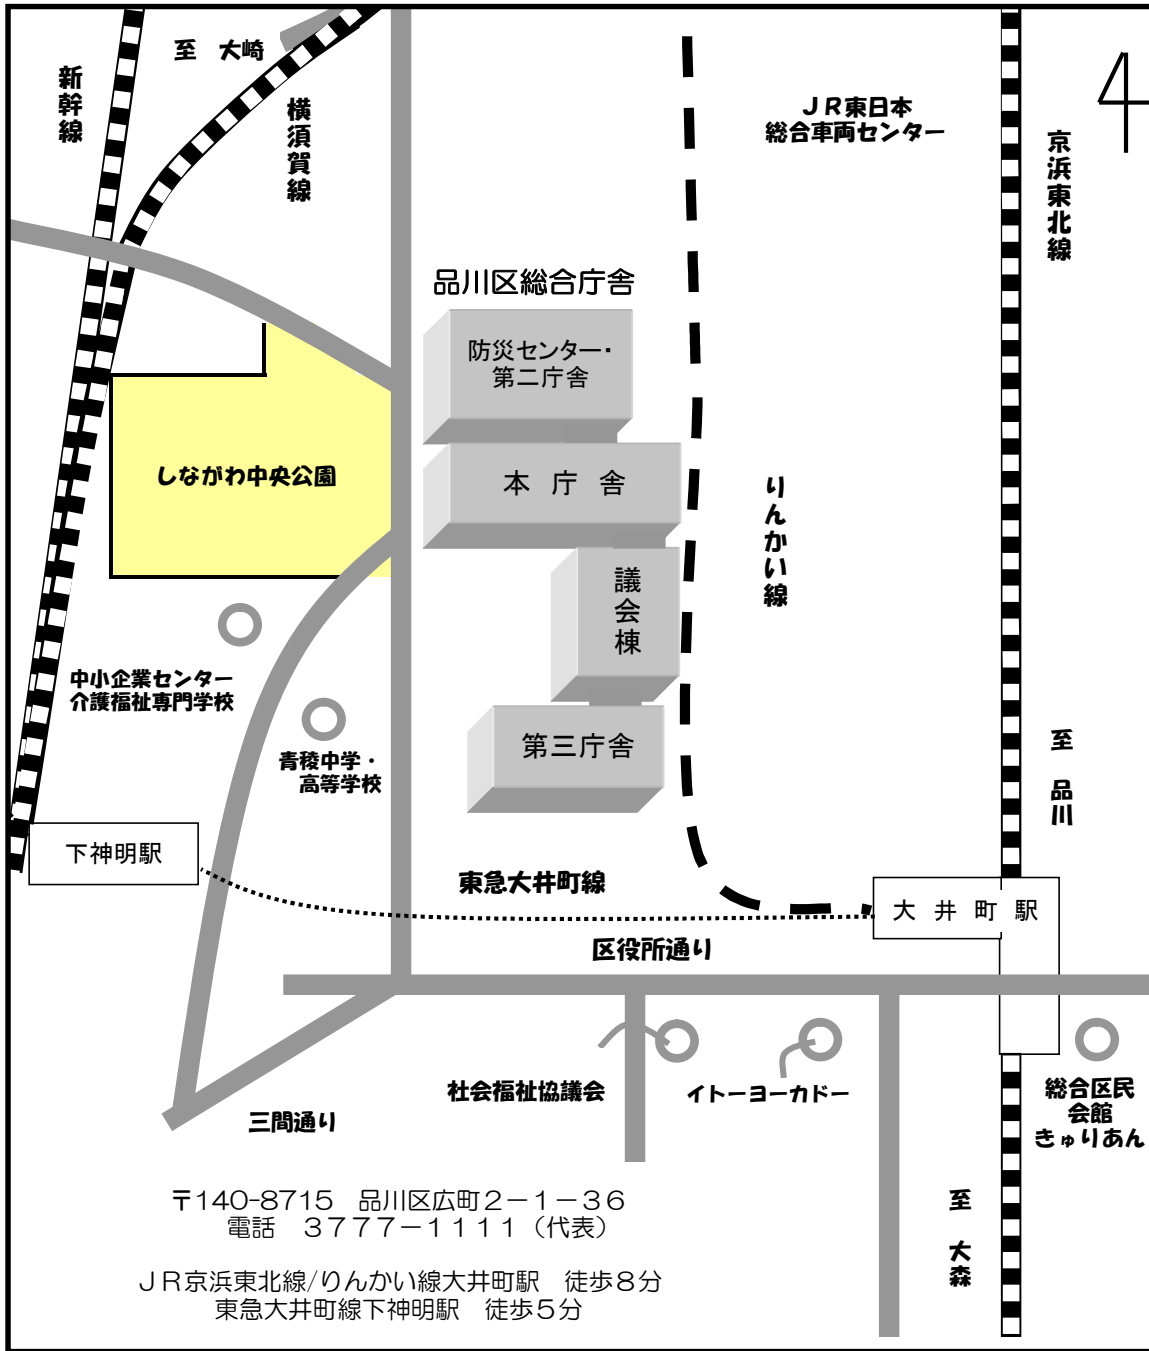 至　大崎
新幹線
横須賀線
ＪＲ東日本
総合車両センター
京浜東北線
品川区総合庁舎
防災センター・
第二庁舎
しながわ中央公園
本 庁 舎
りんかい線
議会棟
中小企業センター
介護福祉専門学校
青稜中学・
高等学校
第三庁舎
至　品川
下神明駅
東急大井町線
大 井 町 駅
区役所通り
社会福祉協議会
イトーヨーカドー
総合区民
会館
きゅりあん
三間通り
〒140-8715　品川区広町２－１－３６
電話　３７７７－１１１１（代表）
至　大森
ＪＲ京浜東北線/りんかい線大井町駅　徒歩８分
東急大井町線下神明駅　徒歩５分